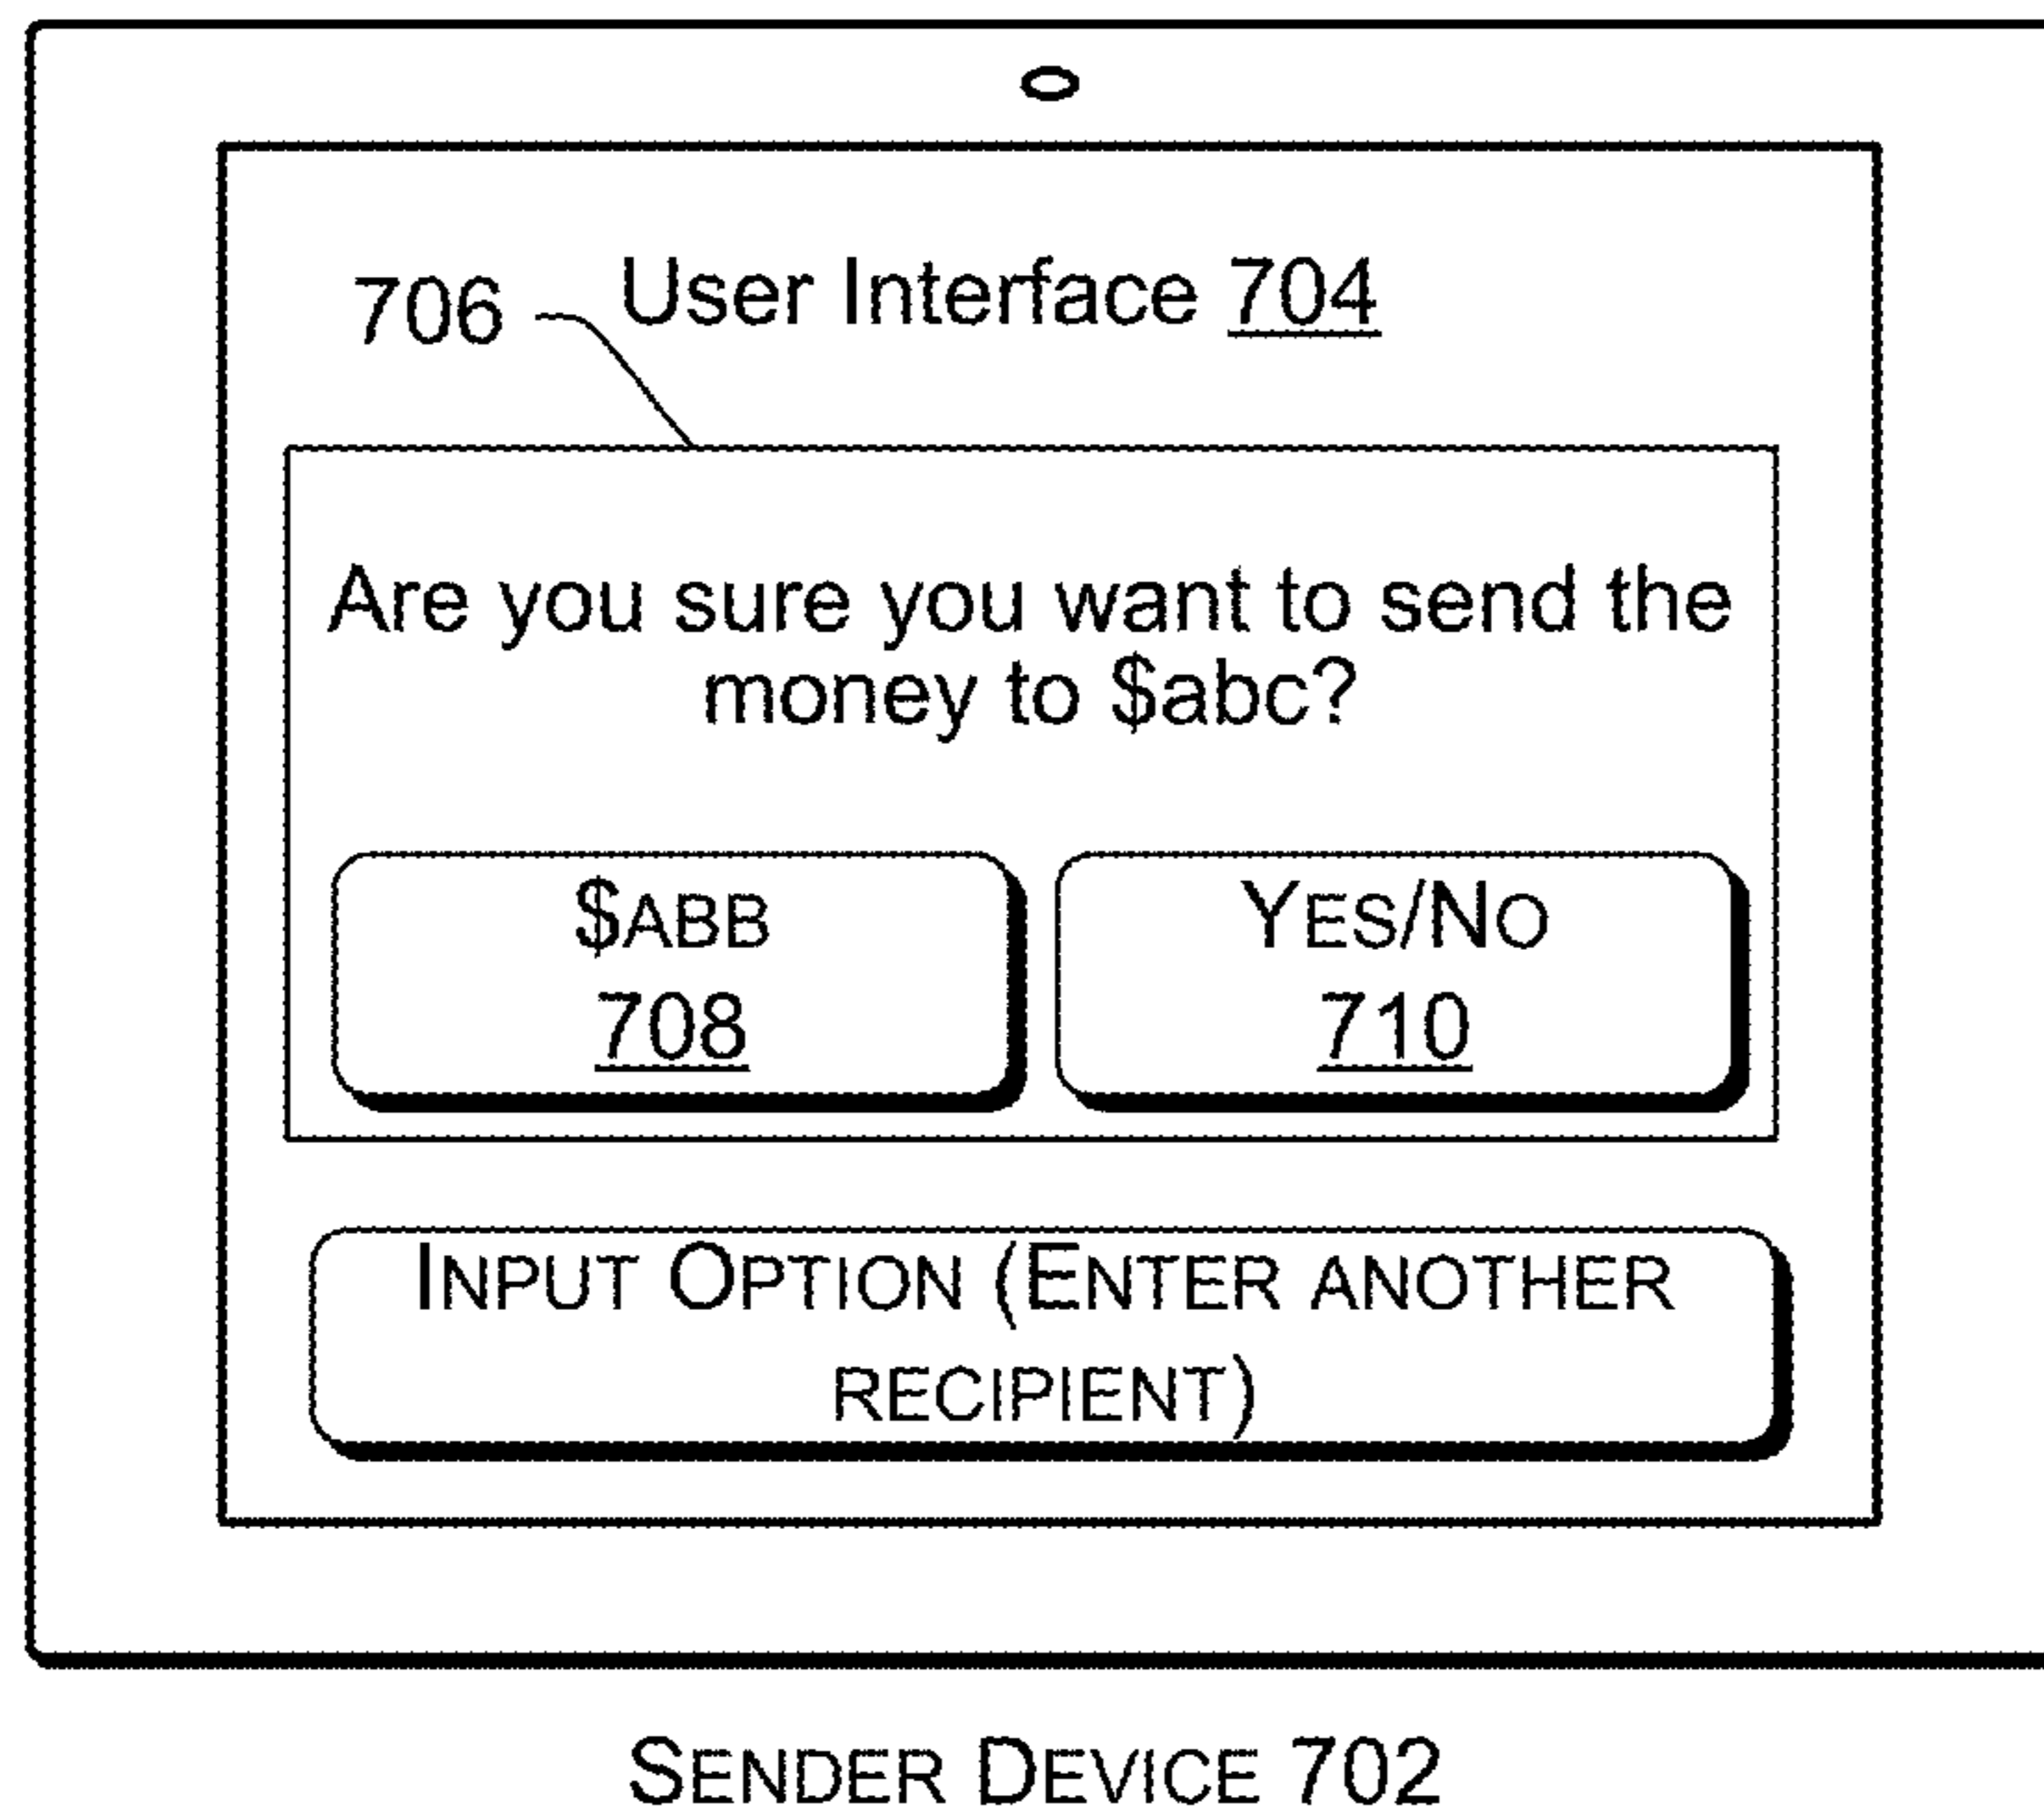 User Interface 704
706
Are you sure you want to send the
money to $abc?
$ABB
708
YES/NO
710
INPUT OPTION (ENTER ANOTHER
RECIPIENT)
SENDER DEVICE 702